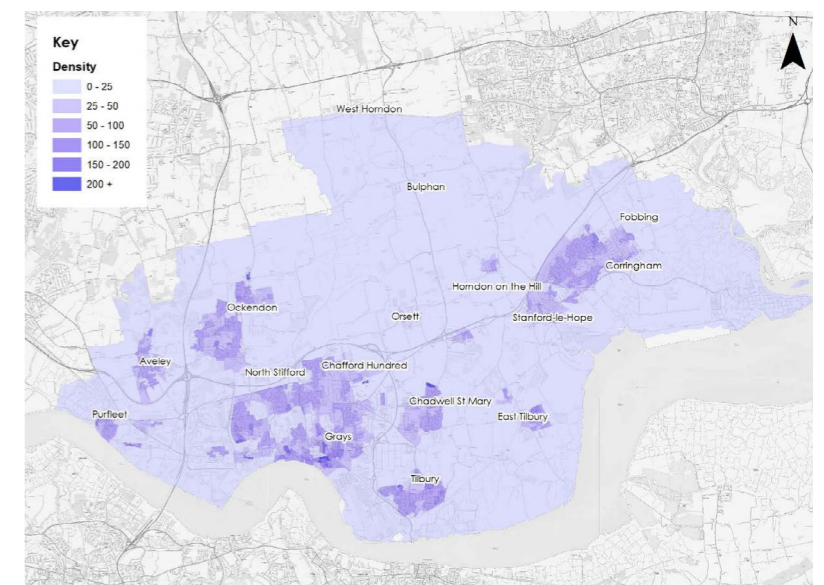 N
Key
Density
0 - 25
25 - 50
50 - 100
100 - 150
150 - 200
200 +
West Horndon
Bulphan
Fobbing
Corringham
Horndon on the Hill
Ockendon
Orsett
Stanford-le-Hope
Aveley
North Stifford
Chafford Hundred
Chadwell St Mary
Purfleet
East Tilbury
Grays
Tilbury